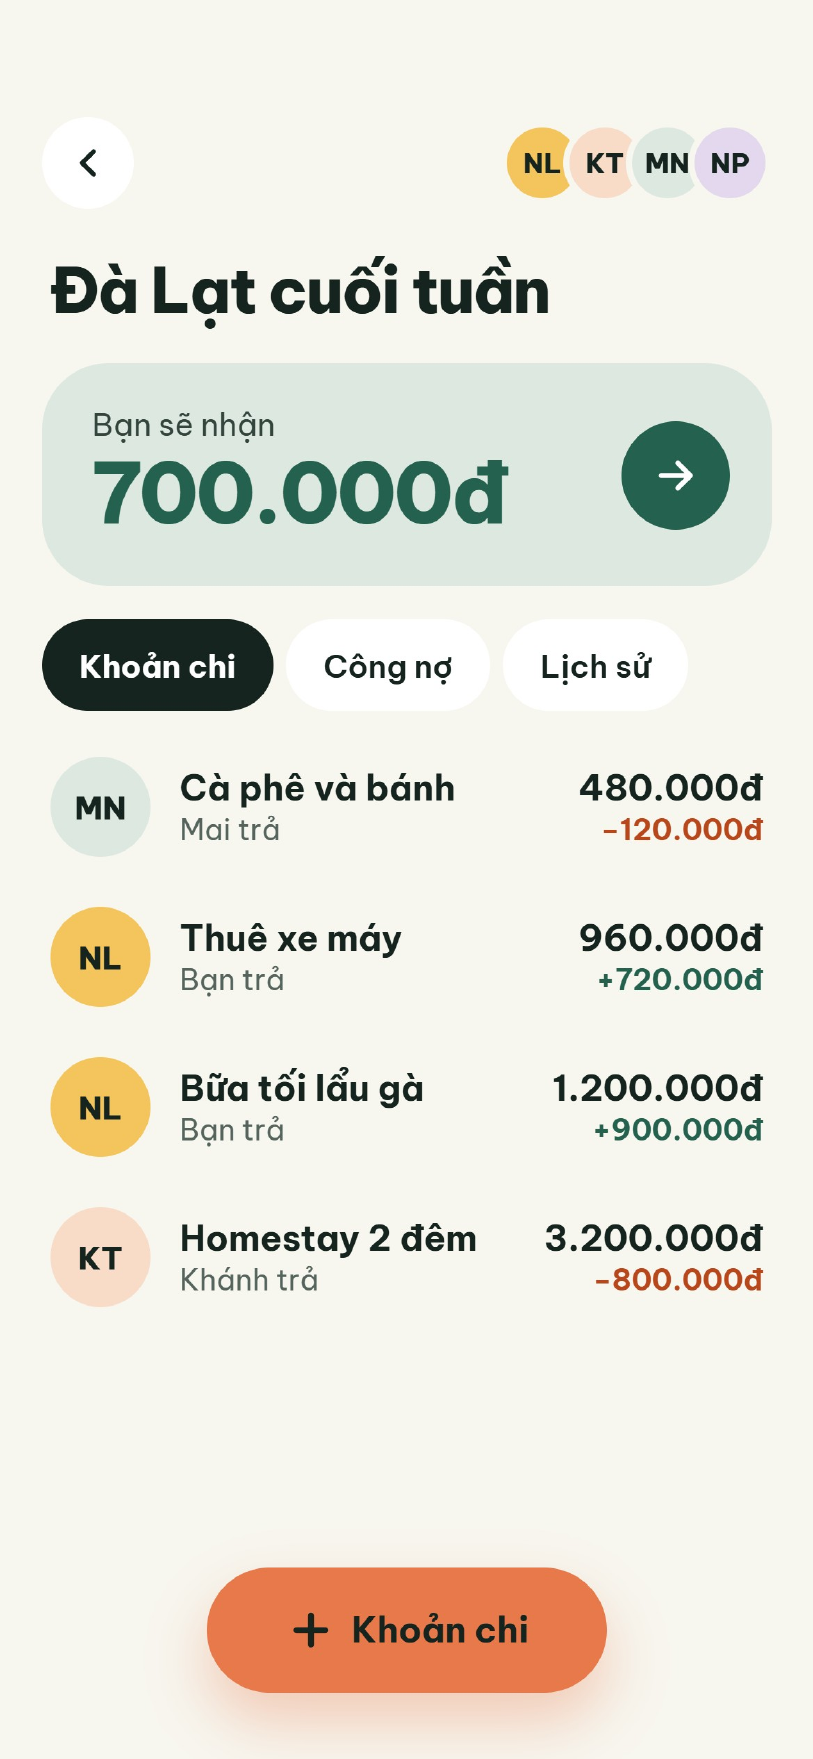 NL KT MN NP
Đà Lạt cuối tuần
Bạn sẽ nhận
700.000đ
Khoản chi Công nợ Lịch sử
MN Cà phê và bánh 480.000đ
Mai trả −120.000đ
NL Thuê xe máy 960.000đ
Bạn trả +720.000đ
NL Bữa tối lẩu gà 1.200.000đ
Bạn trả +900.000đ
KT Homestay 2 đêm 3.200.000đ
Khánh trả −800.000đ
+ Khoản chi